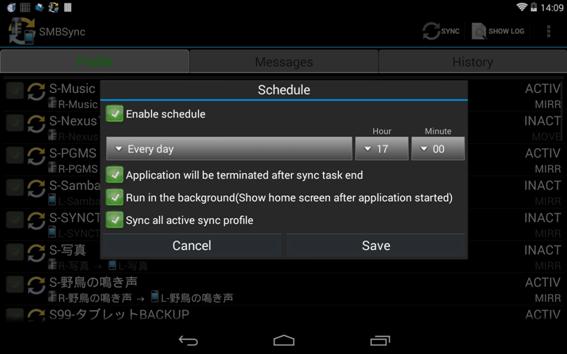 14:09
SMBSync
SYNC
SHOW LOG
Profile
Messages
History
S-Music
ACTIV
R-Music
MIRR
S-Nexus
INACT
R-Nexus
MOVE
S-PGMS
ACTIV
R-PGMS
MIRR
S-Samba
INACT
L-Samba
MIRR
S-SYNCT
INACT
L-SYNCT
MIRR
S-写真
INACT
R-写真 → L-写真
MIRR
S-野鳥の鳴き声
ACTIV
R-野鳥の鳴き声 → L-野鳥の鳴き声
MIRR
S99-タブレットBACKUP
ACTIV
Schedule
Enable schedule
Hour Minute
Every day 17 00
Application will be terminated after sync task end
Run in the background(Show home screen after application started)
Sync all active sync profile
Cancel Save